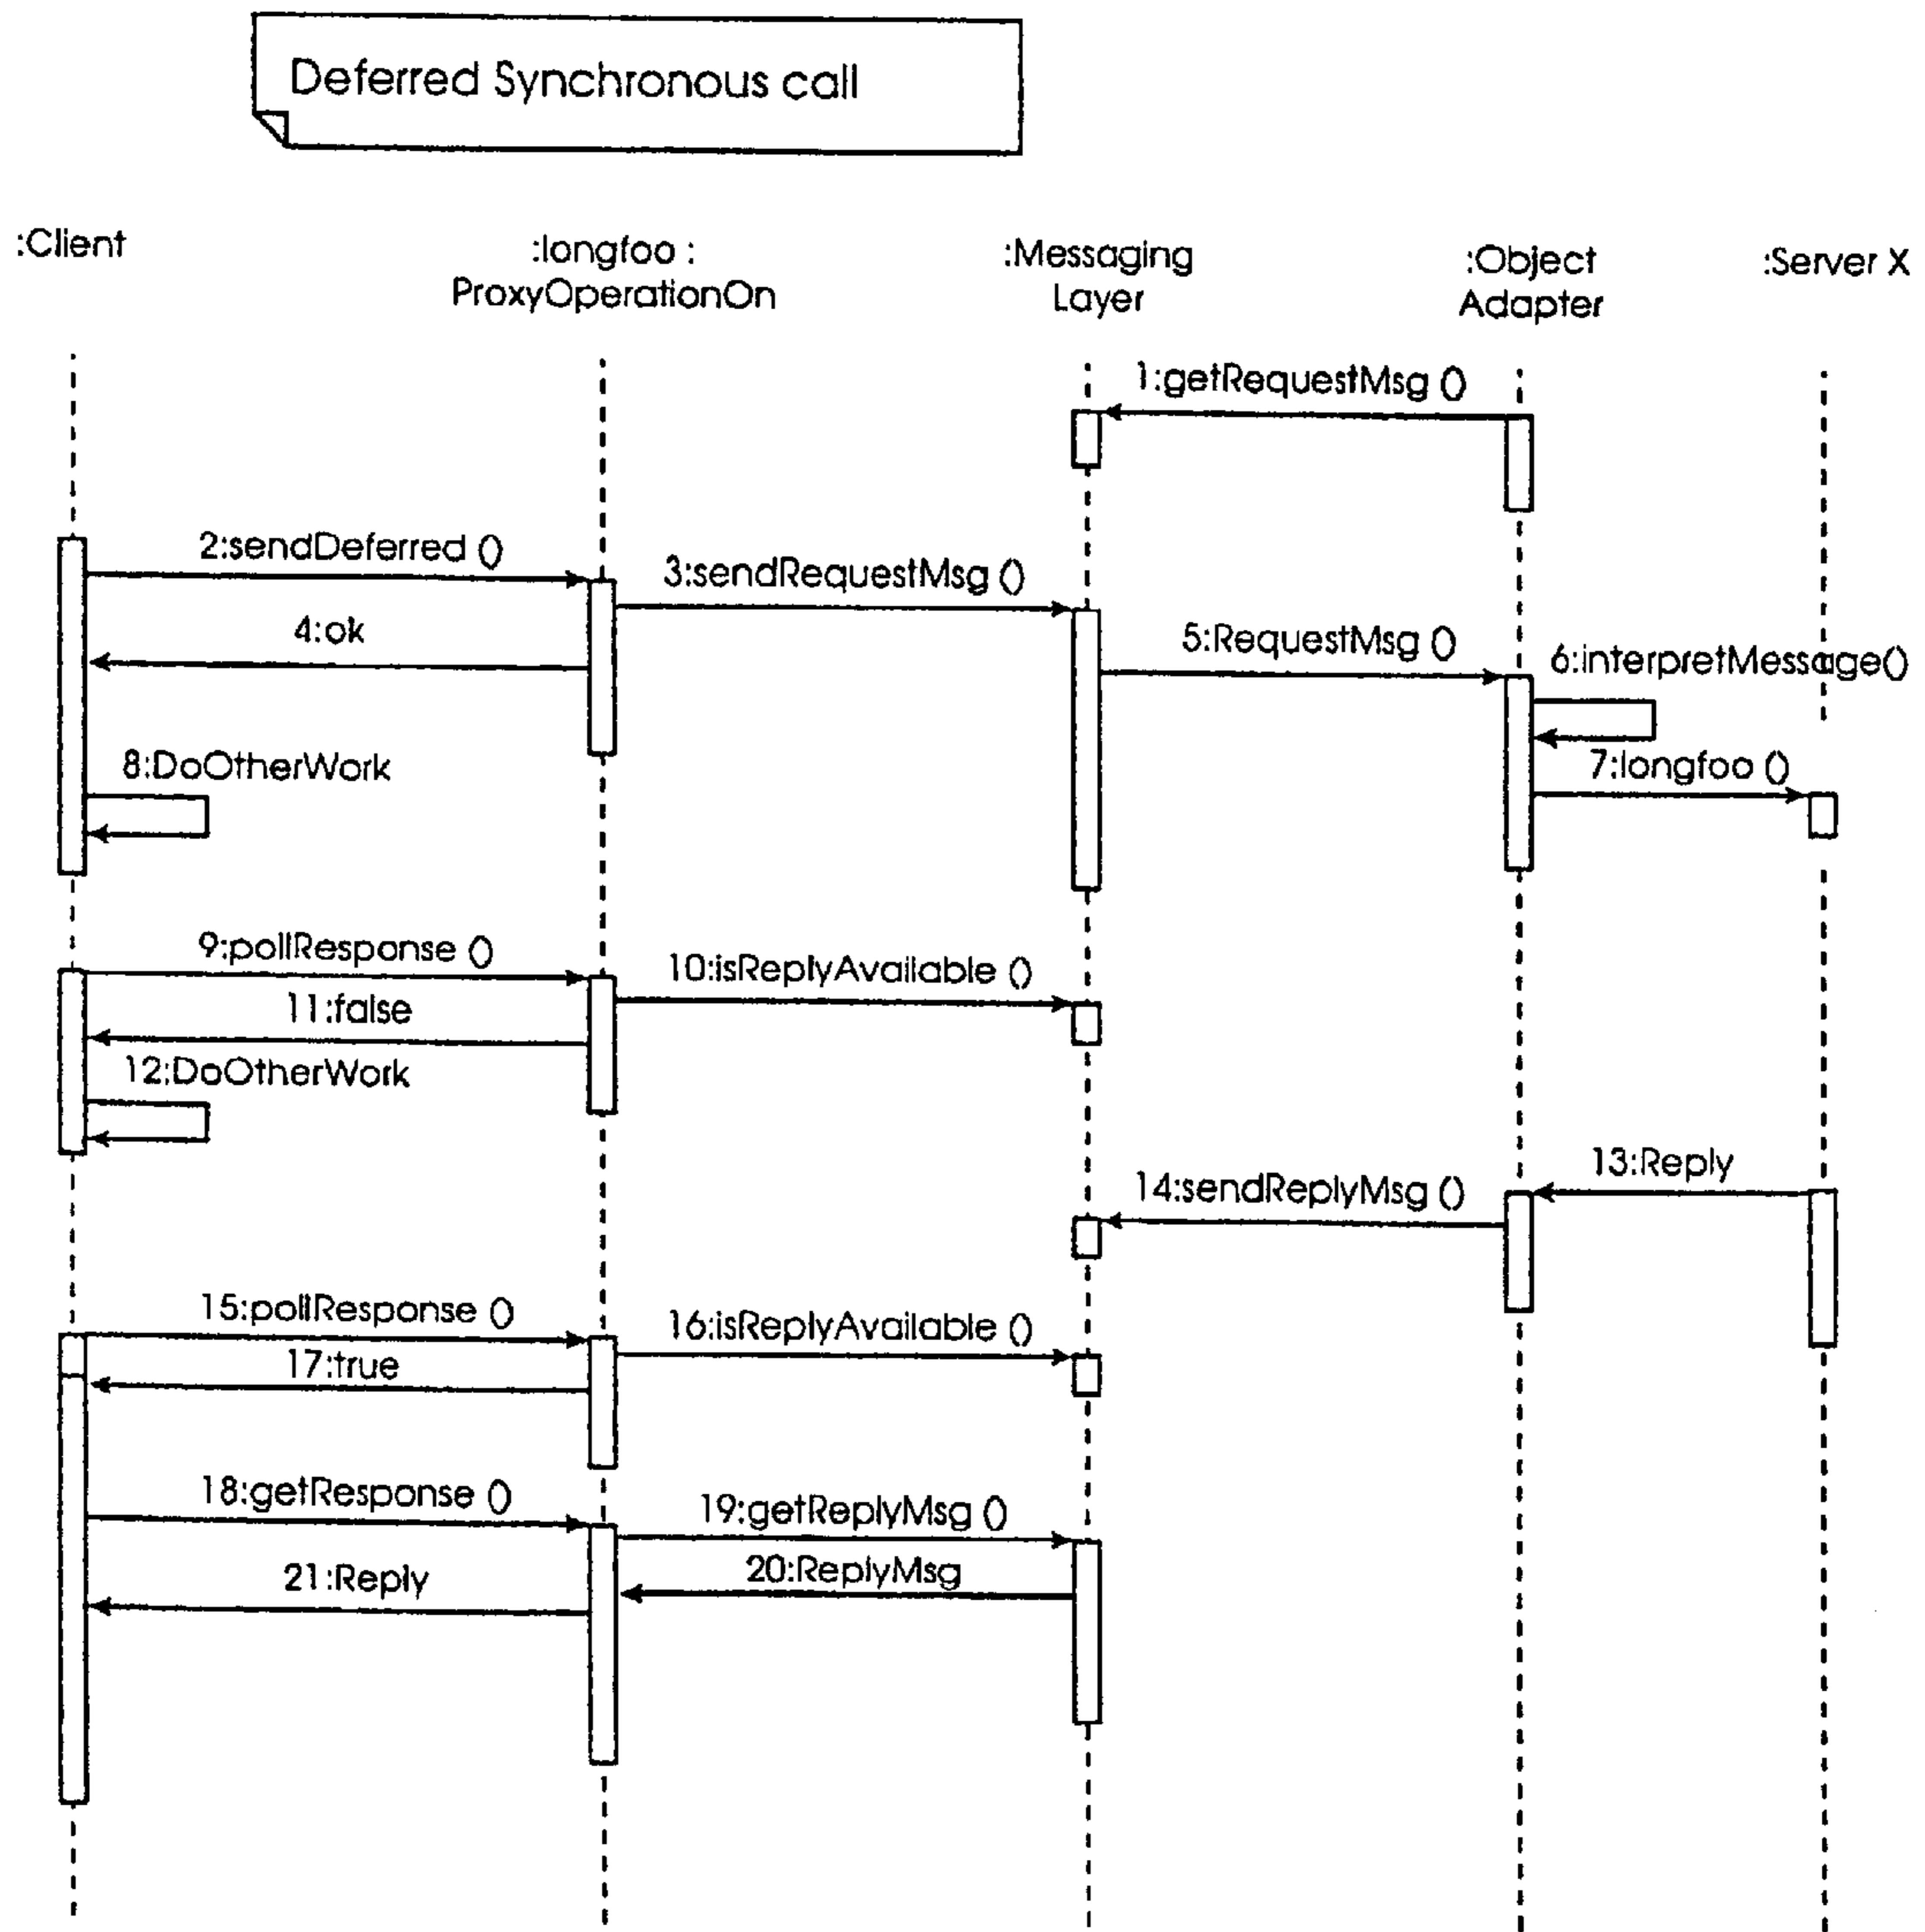 Deferred Synchronous call
:Client
:longfoo :
ProxyOperationOn
:Messaging
Layer
:Object
Adapter
:Server X
1:getRequestMsg ()
2:sendDeferred ()
3:sendRequestMsg ()
4:ok
5:RequestMsg ()
6:interpretMessage()
7:longfoo ()
8:DoOtherWork
9:pollResponse ()
10:isReplyAvailable ()
11:false
12:DoOtherWork
13:Reply
14:sendReplyMsg ()
15:pollResponse ()
16:isReplyAvailable ()
17:true
18:getResponse ()
19:getReplyMsg ()
20:ReplyMsg
21:Reply